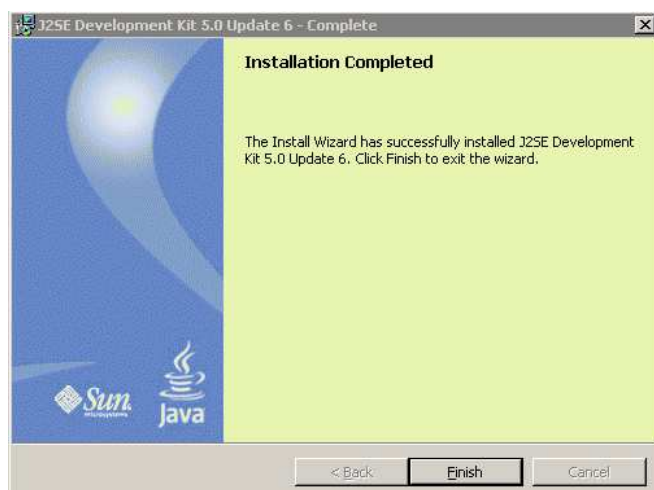 J2SE Development Kit 5.0 Update 6 - Complete
Installation Completed
The Install Wizard has successfully installed J2SE Development
Kit 5.0 Update 6. Click Finish to exit the wizard.
Sun
microsystems
Java
< Back
Finish
Cancel